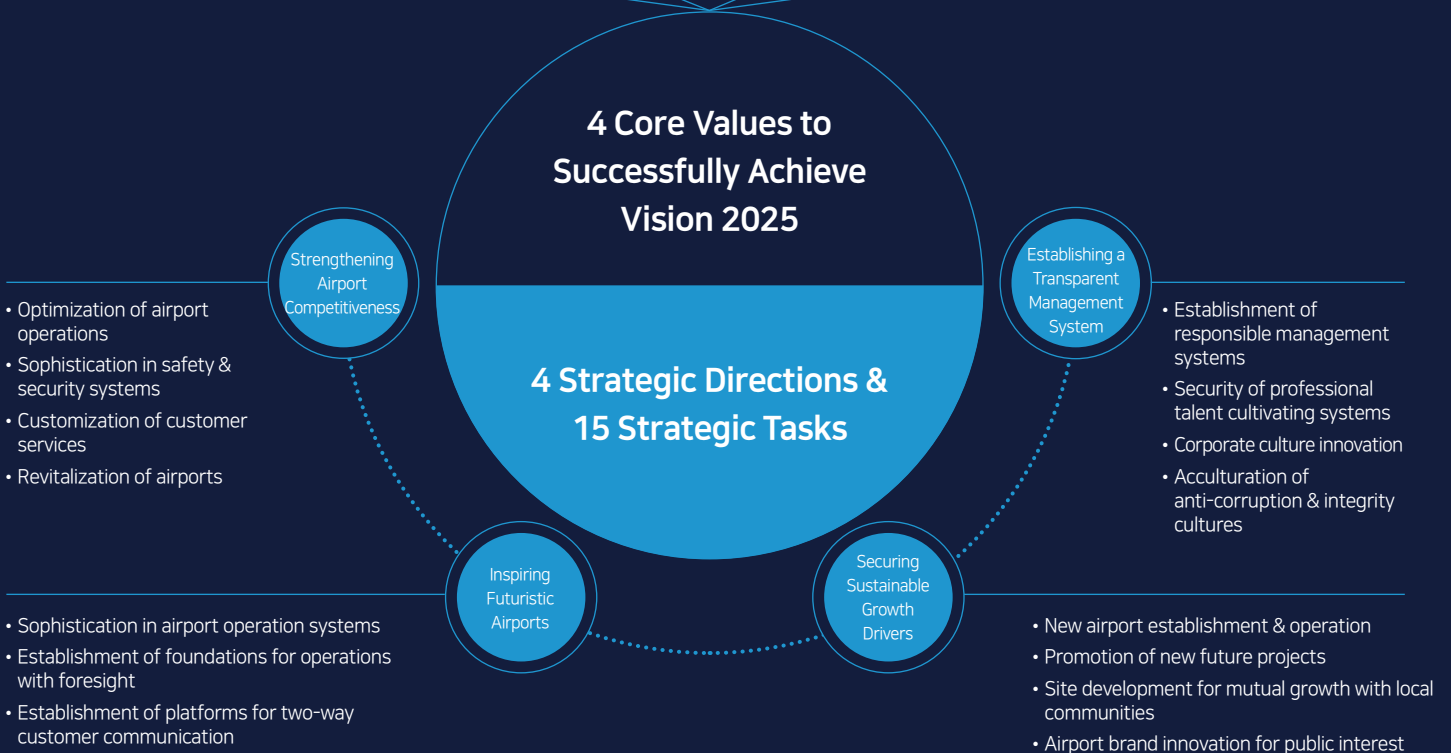 4 Core Values to
Successfully Achieve
Vision 2025
4 Strategic Directions &
15 Strategic Tasks
Strengthening
Airport
Competitiveness
• Optimization of airport
operations
• Sophistication in safety &
security systems
• Customization of customer
services
• Revitalization of airports
Establishing a
Transparent
Management
System
• Establishment of
responsible management
systems
• Security of professional
talent cultivating systems
• Corporate culture innovation
• Acculturation of
anti-corruption & integrity
cultures
Inspiring
Futuristic
Airports
• Sophistication in airport operation systems
• Establishment of foundations for operations
with foresight
• Establishment of platforms for two-way
customer communication
Securing
Sustainable
Growth
Drivers
• New airport establishment & operation
• Promotion of new future projects
• Site development for mutual growth with local
communities
• Airport brand innovation for public interest